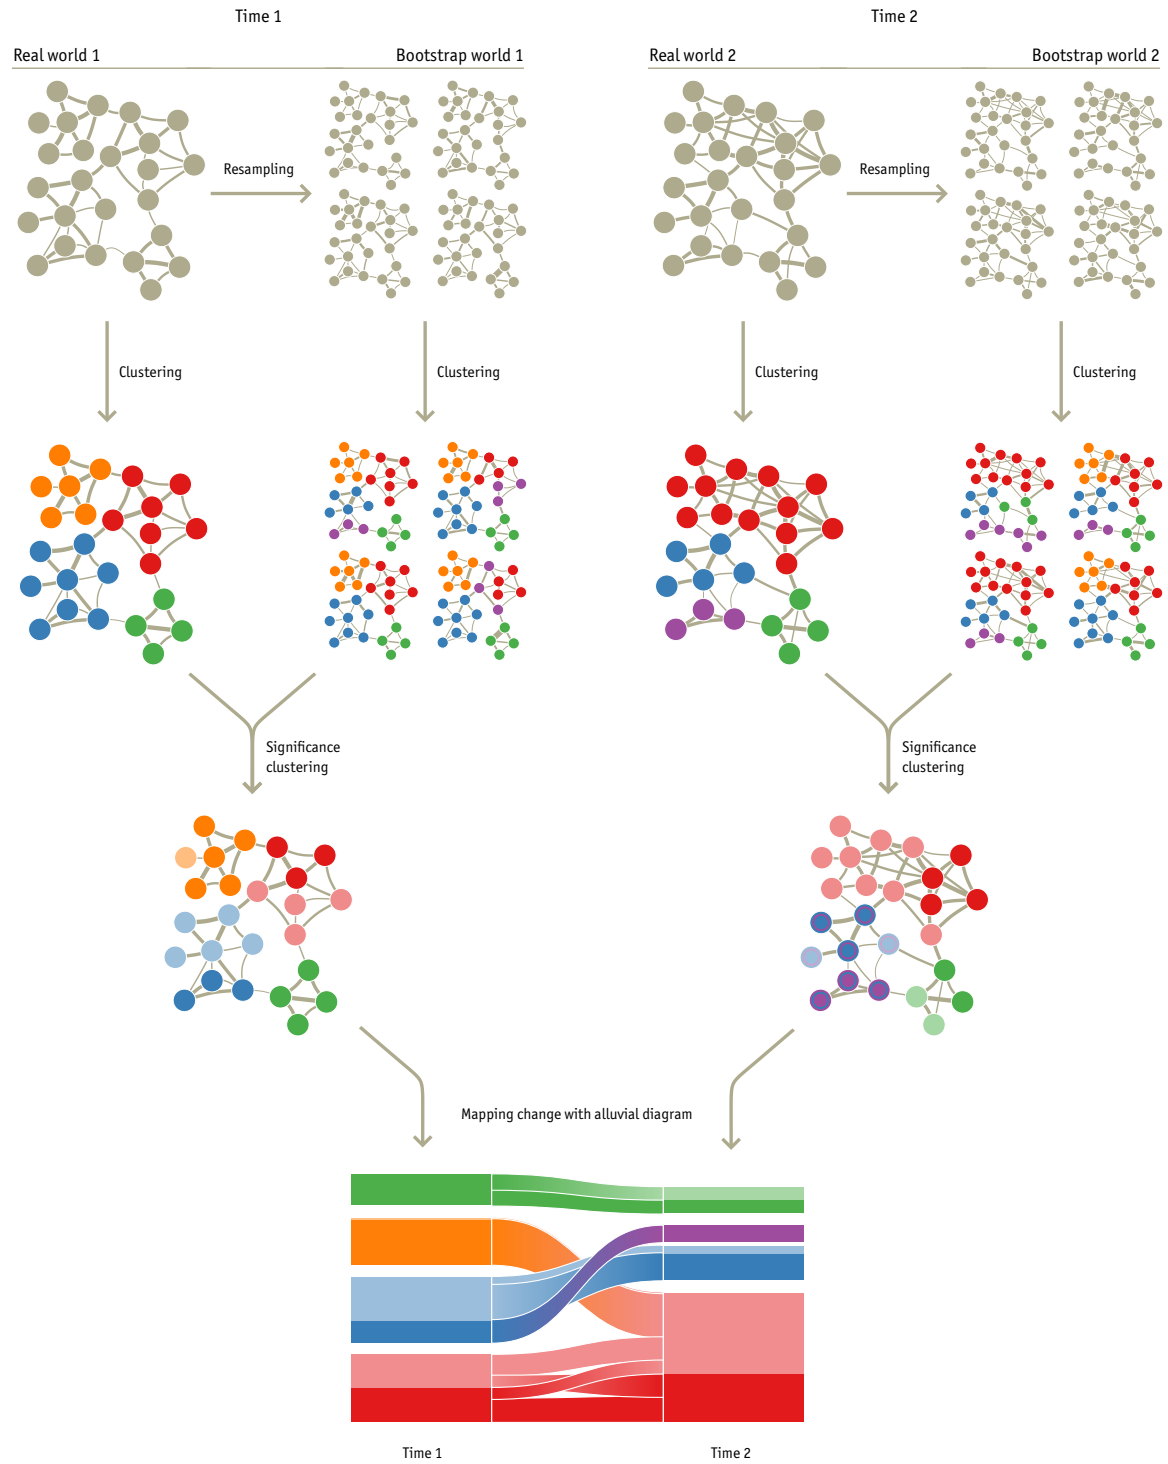 Time 1
Time 2
Real world 1
Bootstrap world 1
Real world 2
Bootstrap world 2
Resampling
Resampling
Clustering
Clustering
Clustering
Clustering
Significance
clustering
Significance
clustering
Mapping change with alluvial diagram
Time 1
Time 2